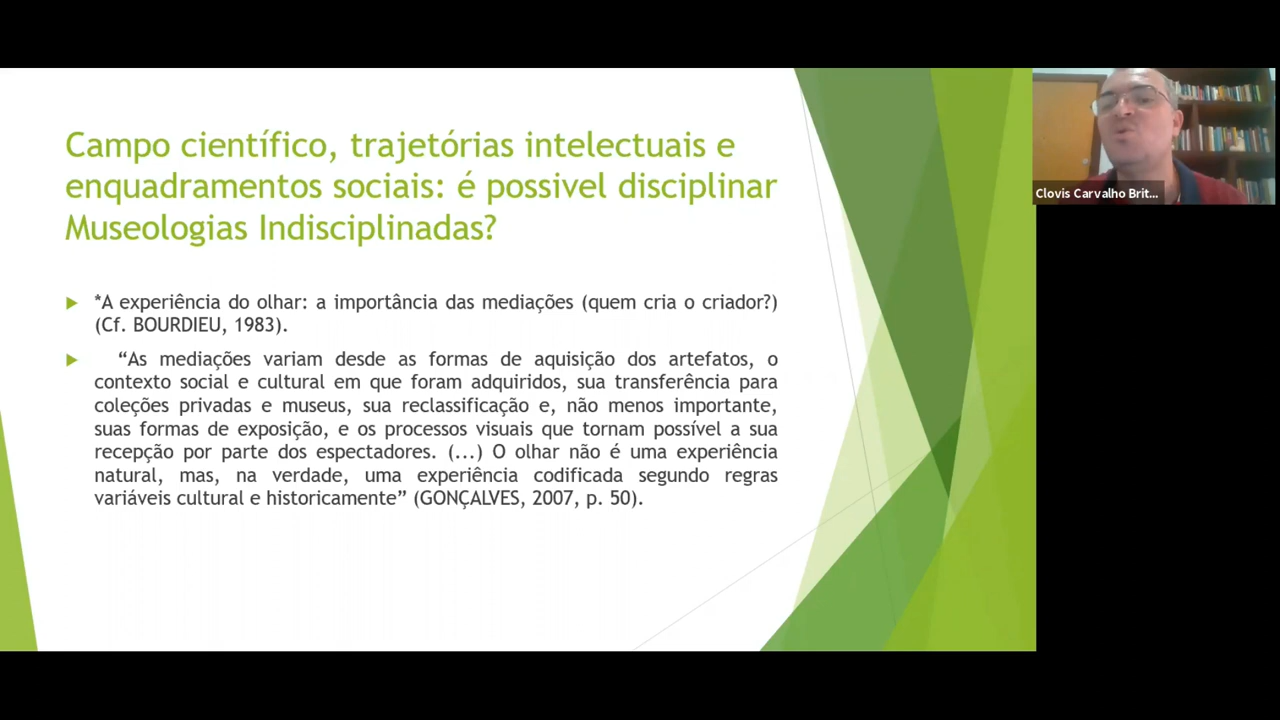 Campo científico, trajetórias intelectuais e
enquadramentos sociais: é possivel disciplinar
Museologias Indisciplinadas?
*A experiência do olhar: a importância das mediações (quem cria o criador?)
(Cf. BOURDIEU, 1983).
“As mediações variam desde as formas de aquisição dos artefatos, o
contexto social e cultural em que foram adquiridos, sua transferência para
coleções privadas e museus, sua reclassificação e, não menos importante,
suas formas de exposição, e os processos visuais que tornam possível a sua
recepção por parte dos espectadores. (...) O olhar não é uma experiência
natural, mas, na verdade, uma experiência codificada segundo regras
variáveis cultural e historicamente” (GONÇALVES, 2007, p. 50).
Clovis Carvalho Brit...